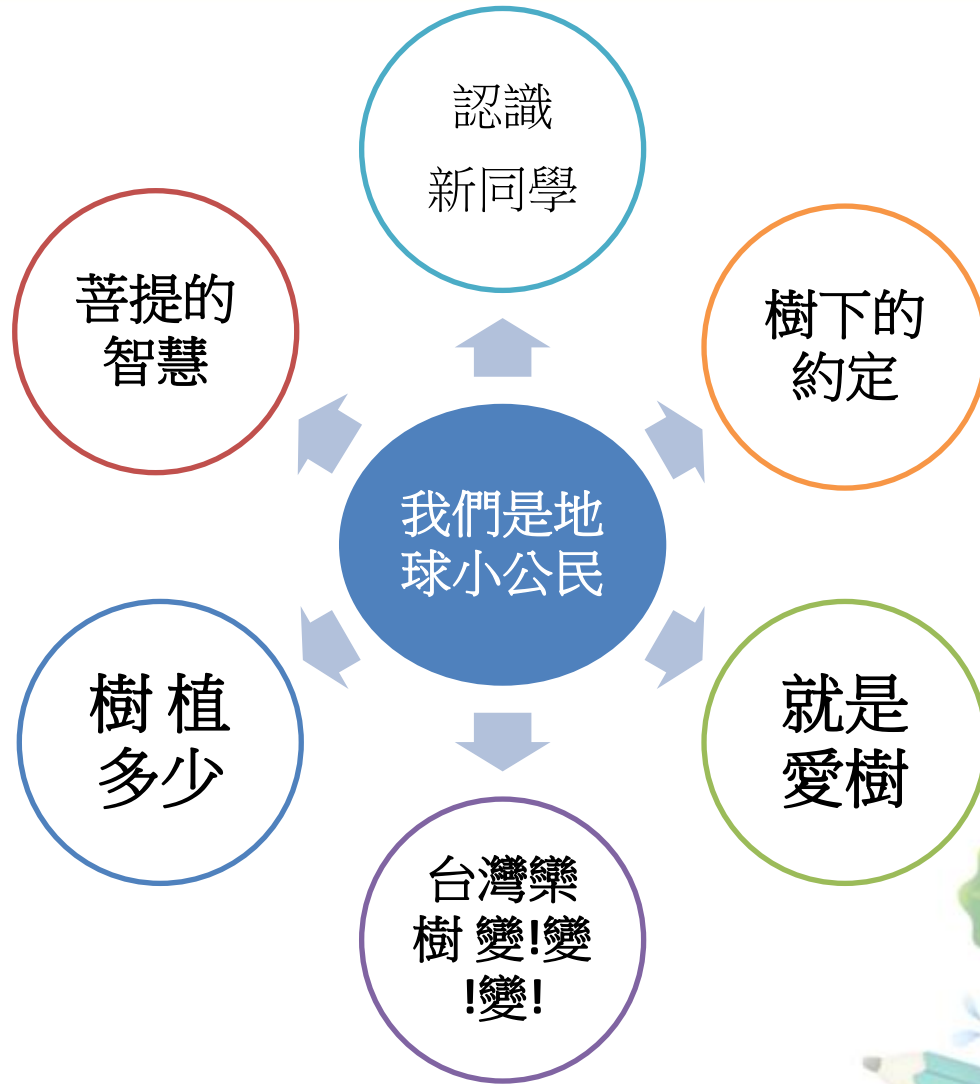 認識
新同學
樹下的
約定
就是
愛樹
台灣欒
樹 變!變
!變!
樹 植
多少
菩提的
智慧
我們是地
球小公民